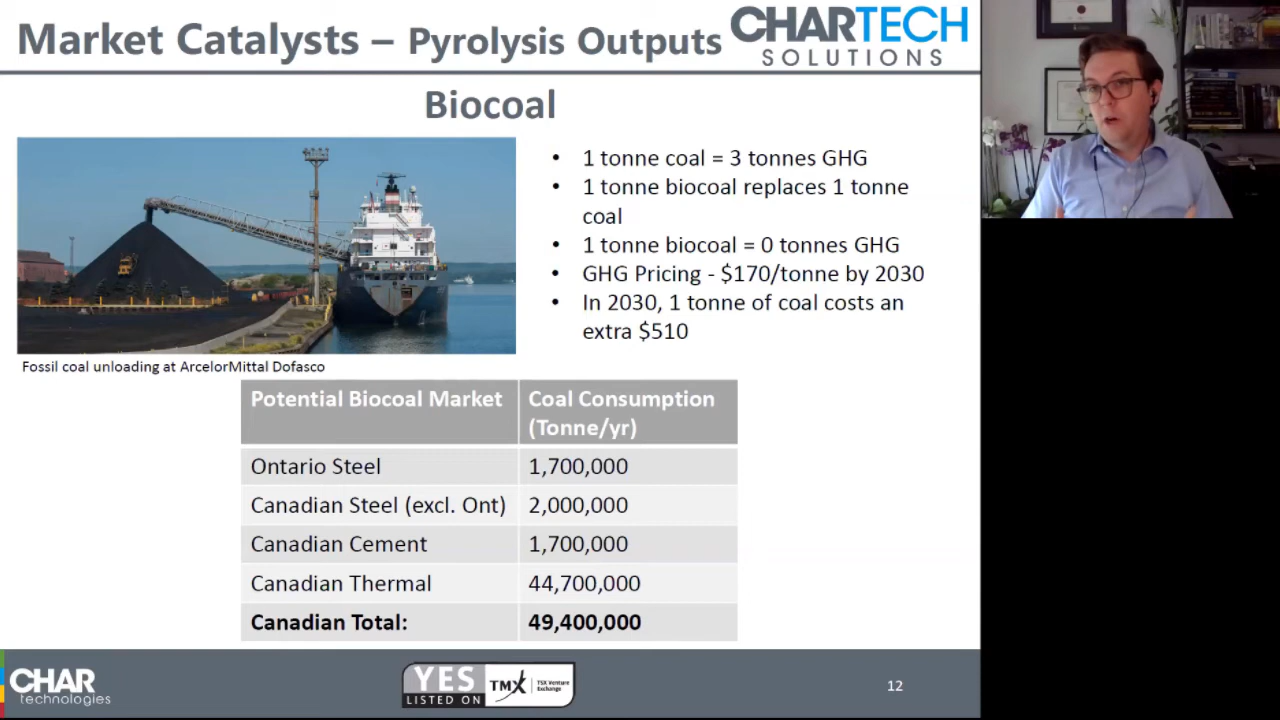 Market Catalysts – Pyrolysis Outputs
CHARTECH
SOLUTIONS
Biocoal
• 1 tonne coal = 3 tonnes GHG
• 1 tonne biocoal replaces 1 tonne
coal
• 1 tonne biocoal = 0 tonnes GHG
• GHG Pricing - $170/tonne by 2030
• In 2030, 1 tonne of coal costs an
extra $510
Fossil coal unloading at ArcelorMittal Dofasco
Potential Biocoal Market Coal Consumption
(Tonne/yr)
Ontario Steel 1,700,000
Canadian Steel (excl. Ont) 2,000,000
Canadian Cement 1,700,000
Canadian Thermal 44,700,000
Canadian Total: 49,400,000
CHAR
technologies
YES
LISTED ON
TMX
TSX Venture
Exchange
12